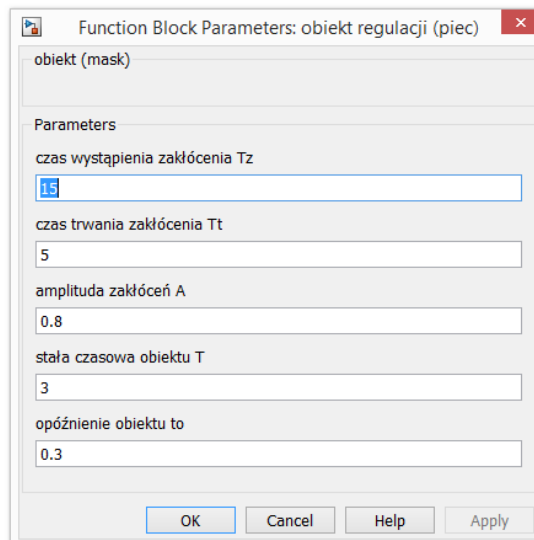 Function Block Parameters: obiekt regulacji (piec)
obiekt (mask)
Parameters
czas wystąpienia zakłócenia Tz
15
czas trwania zakłócenia Tt
5
amplituda zakłóceń A
0.8
stała czasowa obiektu T
3
opóźnienie obiektu to
0.3
OK Cancel Help Apply